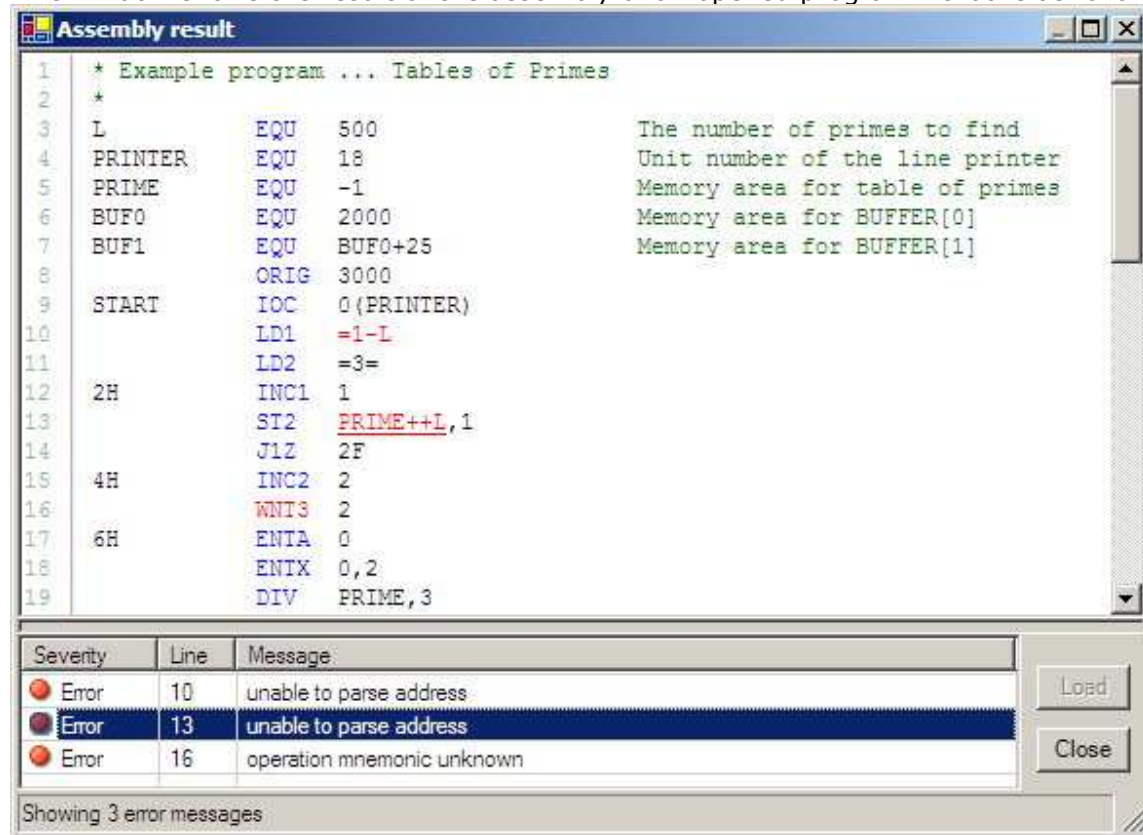 Assembly result
1 * Example program ... Tables of Primes
2 *
3 L EQU 500 The number of primes to find
4 PRINTER EQU 18 Unit number of the line printer
5 PRIME EQU -1 Memory area for table of primes
6 BUF0 EQU 2000 Memory area for BUFFER[0]
7 BUF1 EQU BUF0+25 Memory area for BUFFER[1]
8 ORIG 3000
9 START IOC 0(PRINTER)
10 LD1 =1-L
11 LD2 =3=
12 2H INC1 1
13 ST2 PRIME++L,1
14 J1Z 2F
15 4H INC2 2
16 WNT3 2
17 6H ENTA 0
18 ENTX 0,2
19 DIV PRIME,3
Severity Line Message
Error 10 unable to parse address
Error 13 unable to parse address
Error 16 operation mnemonic unknown
Load
Close
Showing 3 error messages